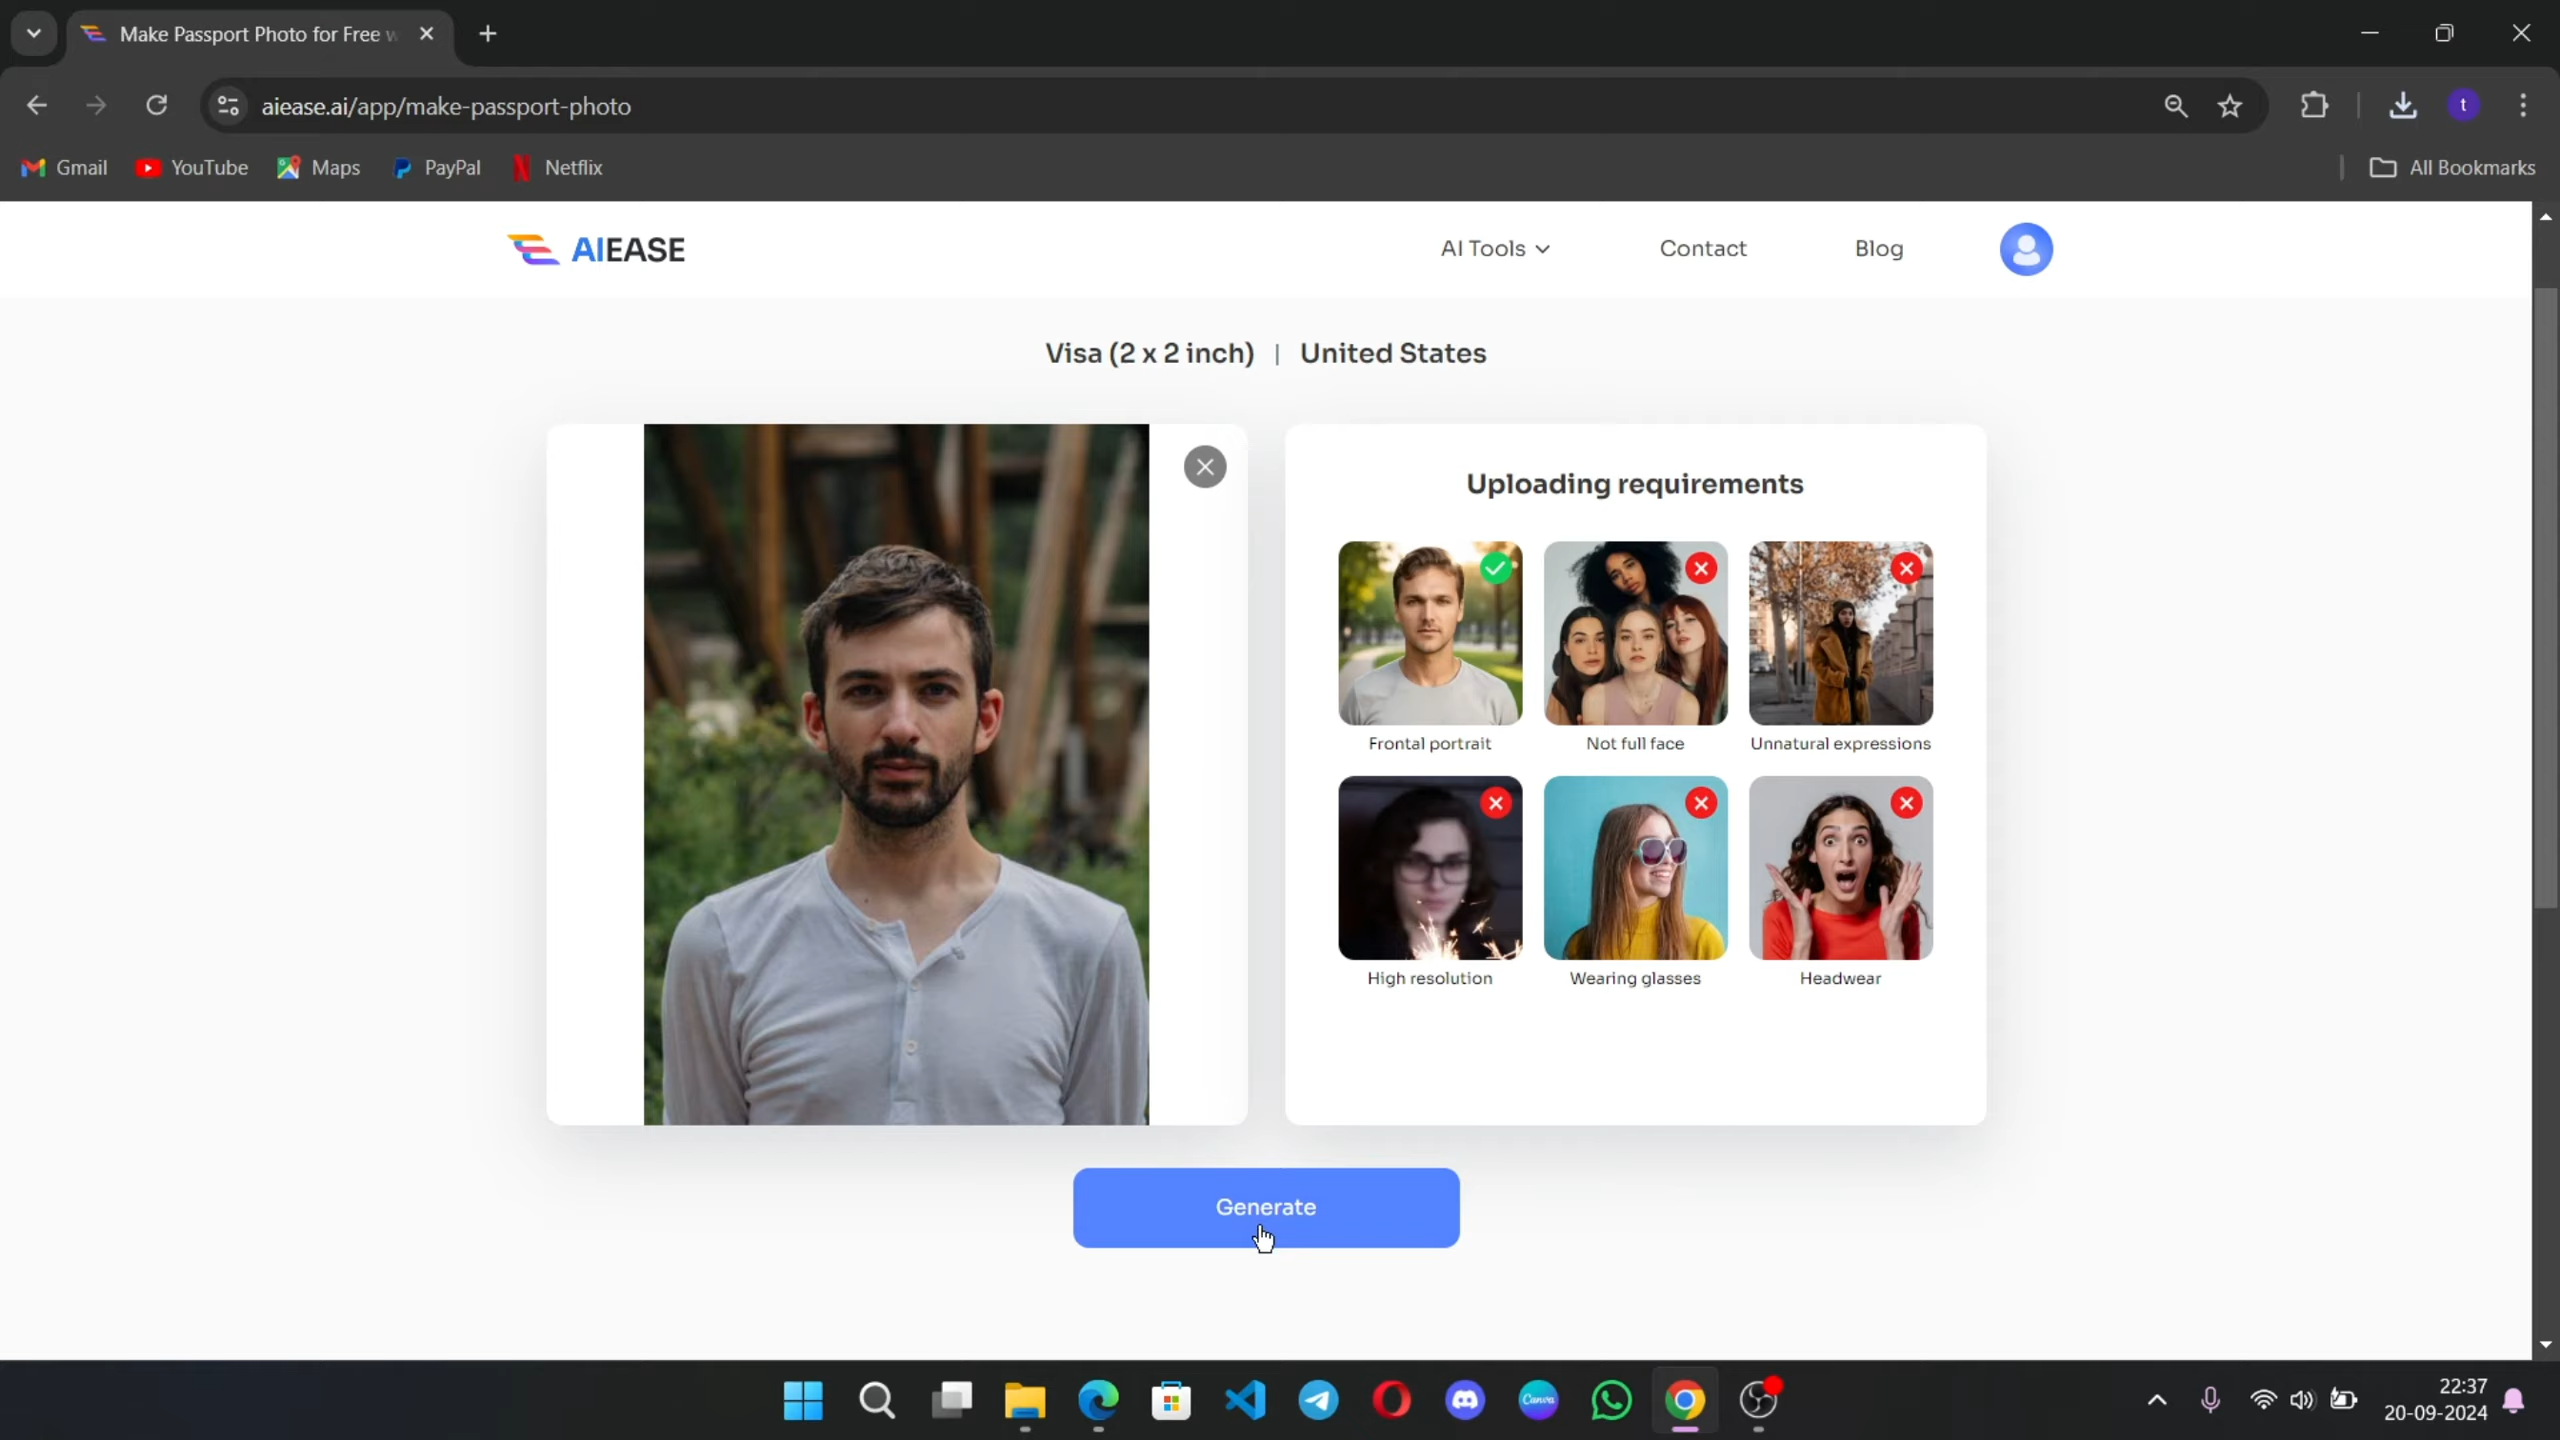 Make Passport Photo for Free w
aiease.ai/app/make-passport-photo
t
Gmail
YouTube
Maps
PayPal
Netflix
All Bookmarks
AIEASE
AI Tools
Contact
Blog
Visa (2 x 2 inch) | United States
Uploading requirements
Frontal portrait
Not full face
Unnatural expressions
High resolution
Wearing glasses
Headwear
Generate
Canva
22:37
20-09-2024